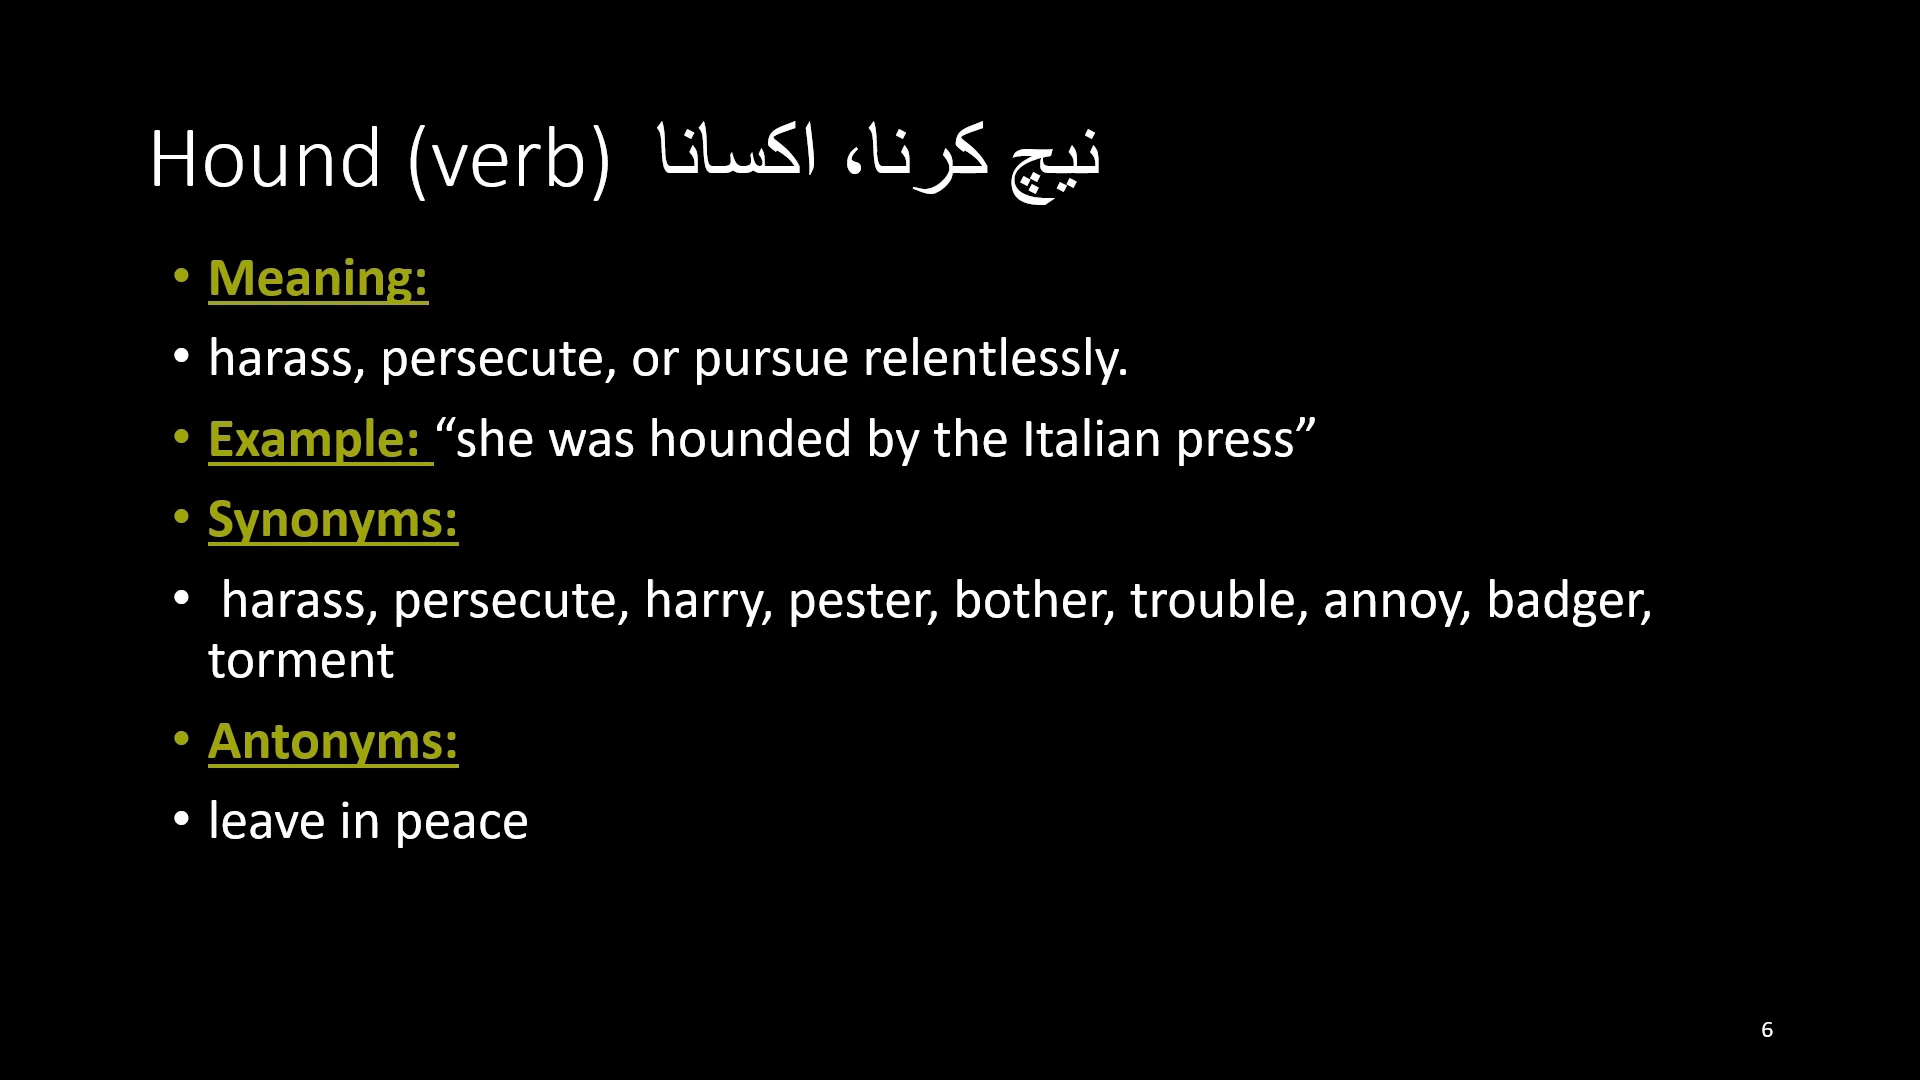 Hound (verb) نیچ کرنا، اکسانا
• Meaning:
• harass, persecute, or pursue relentlessly.
• Example: “she was hounded by the Italian press”
• Synonyms:
• harass, persecute, harry, pester, bother, trouble, annoy, badger,
torment
• Antonyms:
• leave in peace
6